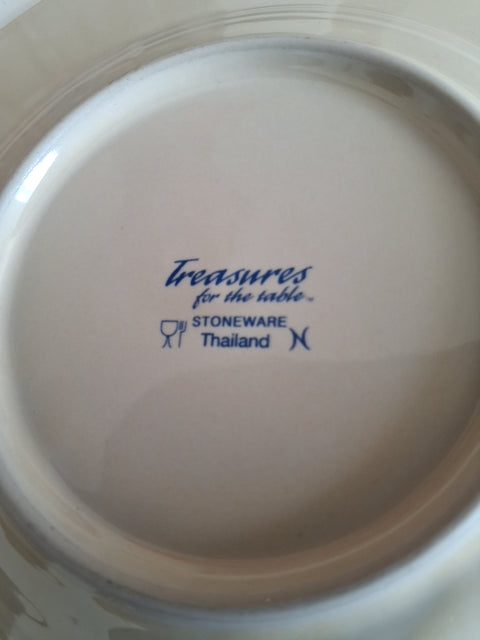 Treasures
for the table™
STONEWARE
Thailand